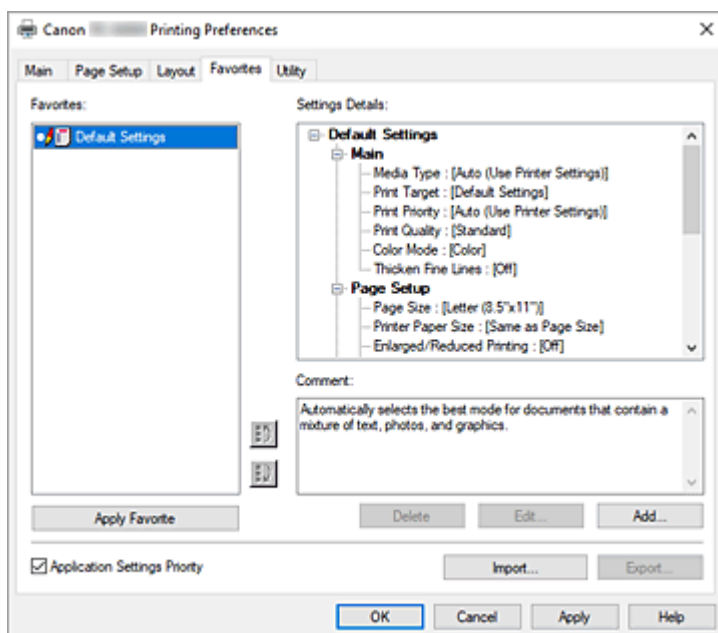 Canon Printing Preferences
Main Page Setup Layout Favorites Utility
Favorites:
Default Settings
Apply Favorite
Settings Details:
Default Settings
Main
Media Type : [Auto (Use Printer Settings)]
Print Target : [Default Settings]
Print Priority : [Auto (Use Printer Settings)]
Print Quality : [Standard]
Color Mode : [Color]
Thicken Fine Lines : [Off]
Page Setup
Page Size : [Letter (8.5"x11")]
Printer Paper Size : [Same as Page Size]
Enlarged/Reduced Printing : [Off]
Comment:
Automatically selects the best mode for documents that contain a
mixture of text, photos, and graphics.
Delete Edit... Add...
Application Settings Priority
Import... Export...
OK Cancel Apply Help